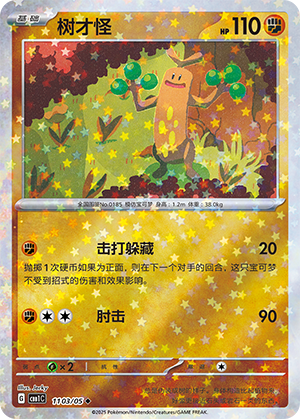 基础
树才怪
HP 110
全国图鉴No.0185 模仿宝可梦 身高：1.2m 体重：38.0kg
击打躲藏 20
抛掷1次硬币如果为正面，则在下一个对手的回合，这只宝可梦
不受到招式的伤害和效果影响。
肘击 90
×2
Illus. Jerky
G CBB1C 1103/05
©2025 Pokémon/Nintendo/Creatures/GAME FREAK.